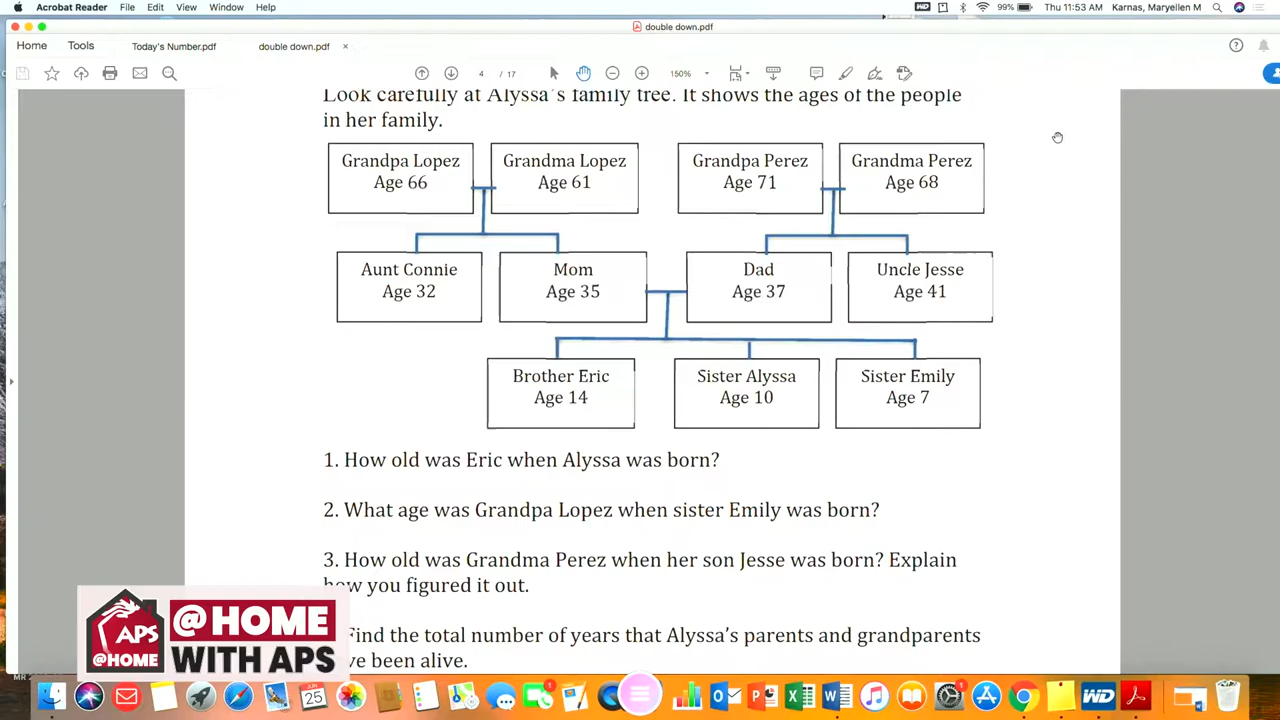 Acrobat Reader File Edit View Window Help 99% Thu 11:53 AM Karnas, Maryellen M
double down.pdf
Home Tools Today's Number.pdf double down.pdf ×
4 / 17 150%
Look carefully at Alyssa's family tree. It shows the ages of the people
in her family.
Grandpa Lopez Grandma Lopez Grandpa Perez Grandma Perez
Age 66 Age 61 Age 71 Age 68
Aunt Connie Mom Dad Uncle Jesse
Age 32 Age 35 Age 37 Age 41
Brother Eric Sister Alyssa Sister Emily
Age 14 Age 10 Age 7
1. How old was Eric when Alyssa was born?
2. What age was Grandpa Lopez when sister Emily was born?
3. How old was Grandma Perez when her son Jesse was born? Explain
how you figured it out.
Find the total number of years that Alyssa's parents and grandparents
ve been alive.
APS
@HOME
@HOME
WITH APS
MR
JUN
25
1
1
WD